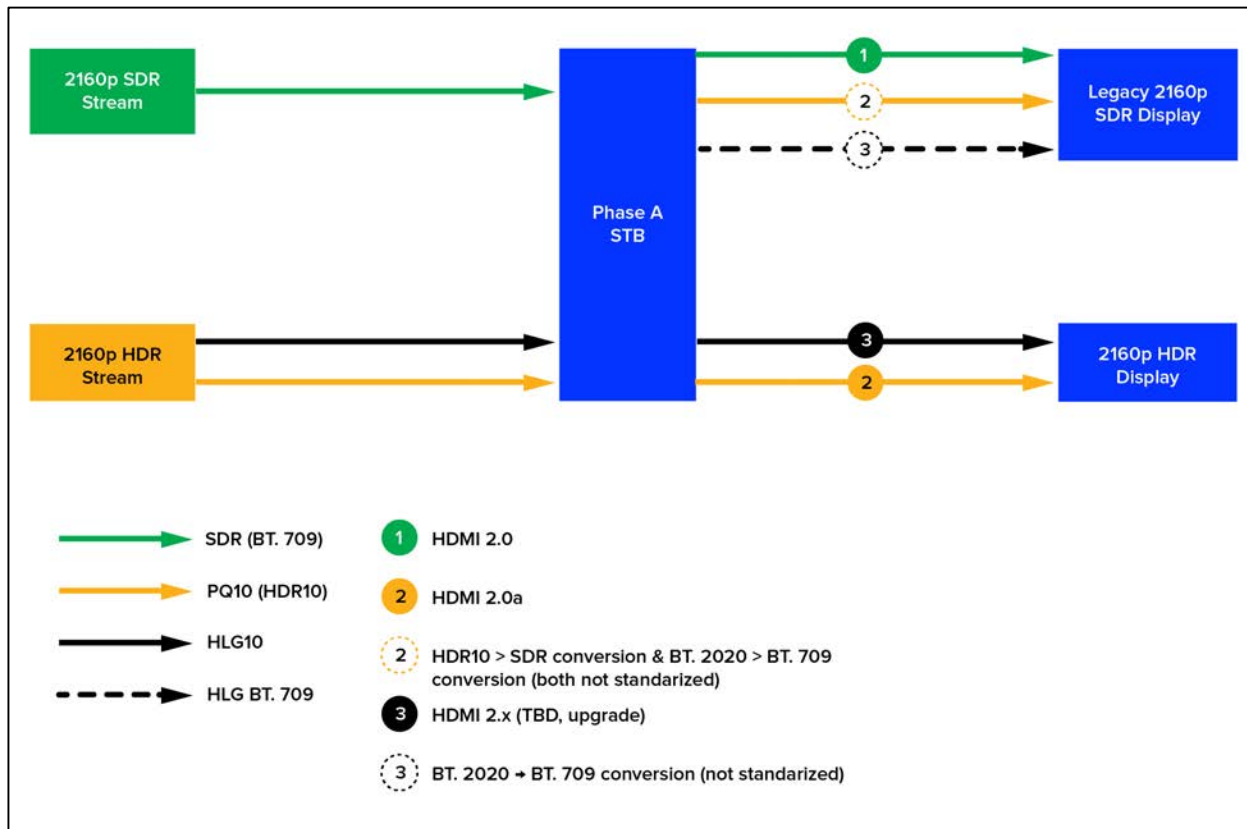 2160p SDR
Stream
Phase A
STB
1
2
3
Legacy 2160p
SDR Display
2160p HDR
Stream
3
2
2160p HDR
Display
SDR (BT. 709)
PQ10 (HDR10)
HLG10
HLG BT. 709
1 HDMI 2.0
2 HDMI 2.0a
2 HDR10 > SDR conversion & BT. 2020 > BT. 709
conversion (both not standarized)
3 HDMI 2.x (TBD, upgrade)
3 BT. 2020 → BT. 709 conversion (not standarized)